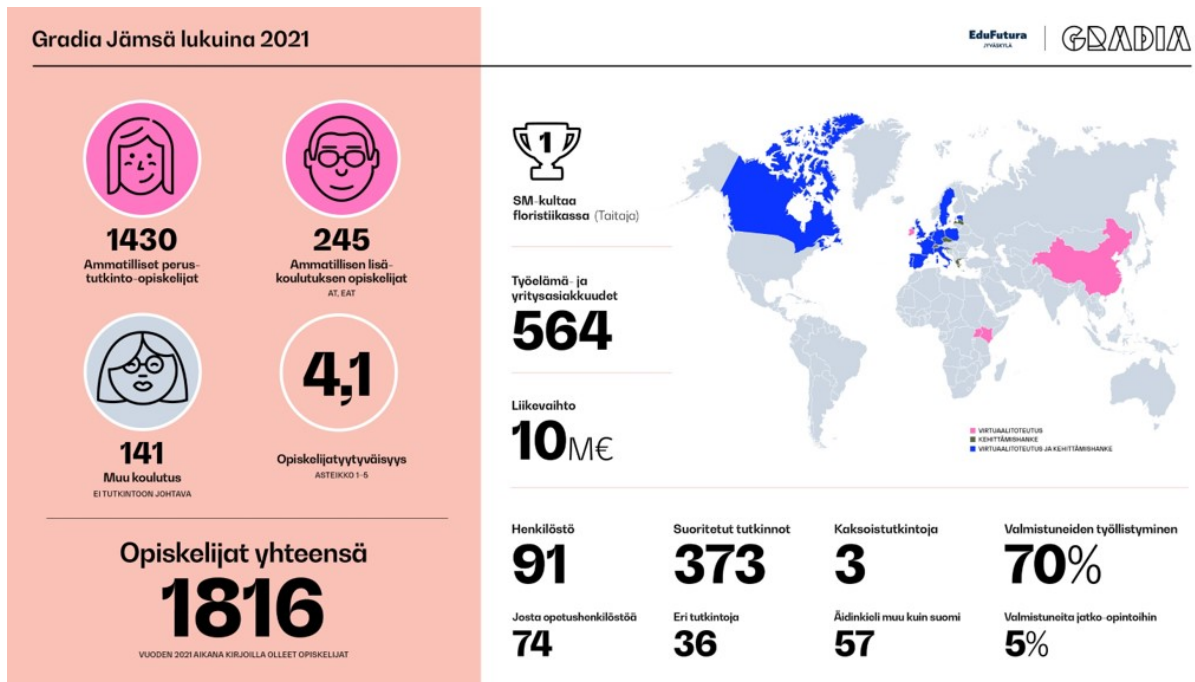 Gradia Jämsä lukuina 2021
EduFutura
JYVÄSKYLÄ
GRADIA
1430
Ammatilliset perus-
tutkinto-opiskelijat
245
Ammatillisen lisä-
koulutuksen opiskelijat
AT, EAT
141
Muu koulutus
EI TUTKINTOON JOHTAVA
4,1
Opiskelijatyytyväisyys
ASTEIKKO 1-5
Opiskelijat yhteensä
1816
VUODEN 2021 AIKANA KIRJOILLA OLLEET OPISKELIJAT
1
SM-kultaa
floristiikassa (Taitaja)
Työelämä- ja
yritysasiakkuudet
564
Liikevaihto
10M€
VIRTUAALITOTEUTUS
KEHITTÄMISHANKE
VIRTUAALITOTEUTUS JA KEHITTÄMISHANKE
Henkilöstö
91
Josta opetushenkilöstöä
74
Suoritetut tutkinnot
373
Eri tutkintoja
36
Kaksoistutkintoja
3
Äidinkieli muu kuin suomi
57
Valmistuneiden työllistyminen
70%
Valmistuneita jatko-opintoihin
5%